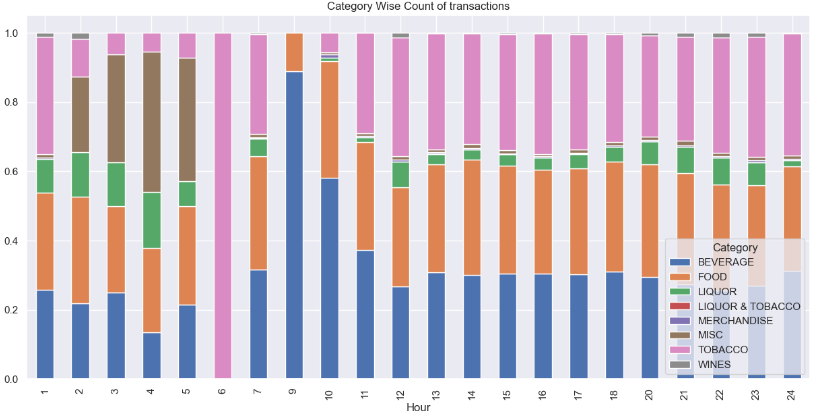 Category Wise Count of transactions
1.0
0.8
0.6
0.4
0.2
0.0
Category
BEVERAGE
FOOD
LIQUOR
LIQUOR & TOBACCO
MERCHANDISE
MISC
TOBACCO
WINES
1 2 3 4 5 6 7 9 10 11 12 13 14 15 16 17 18 20 21 22 23 24
Hour